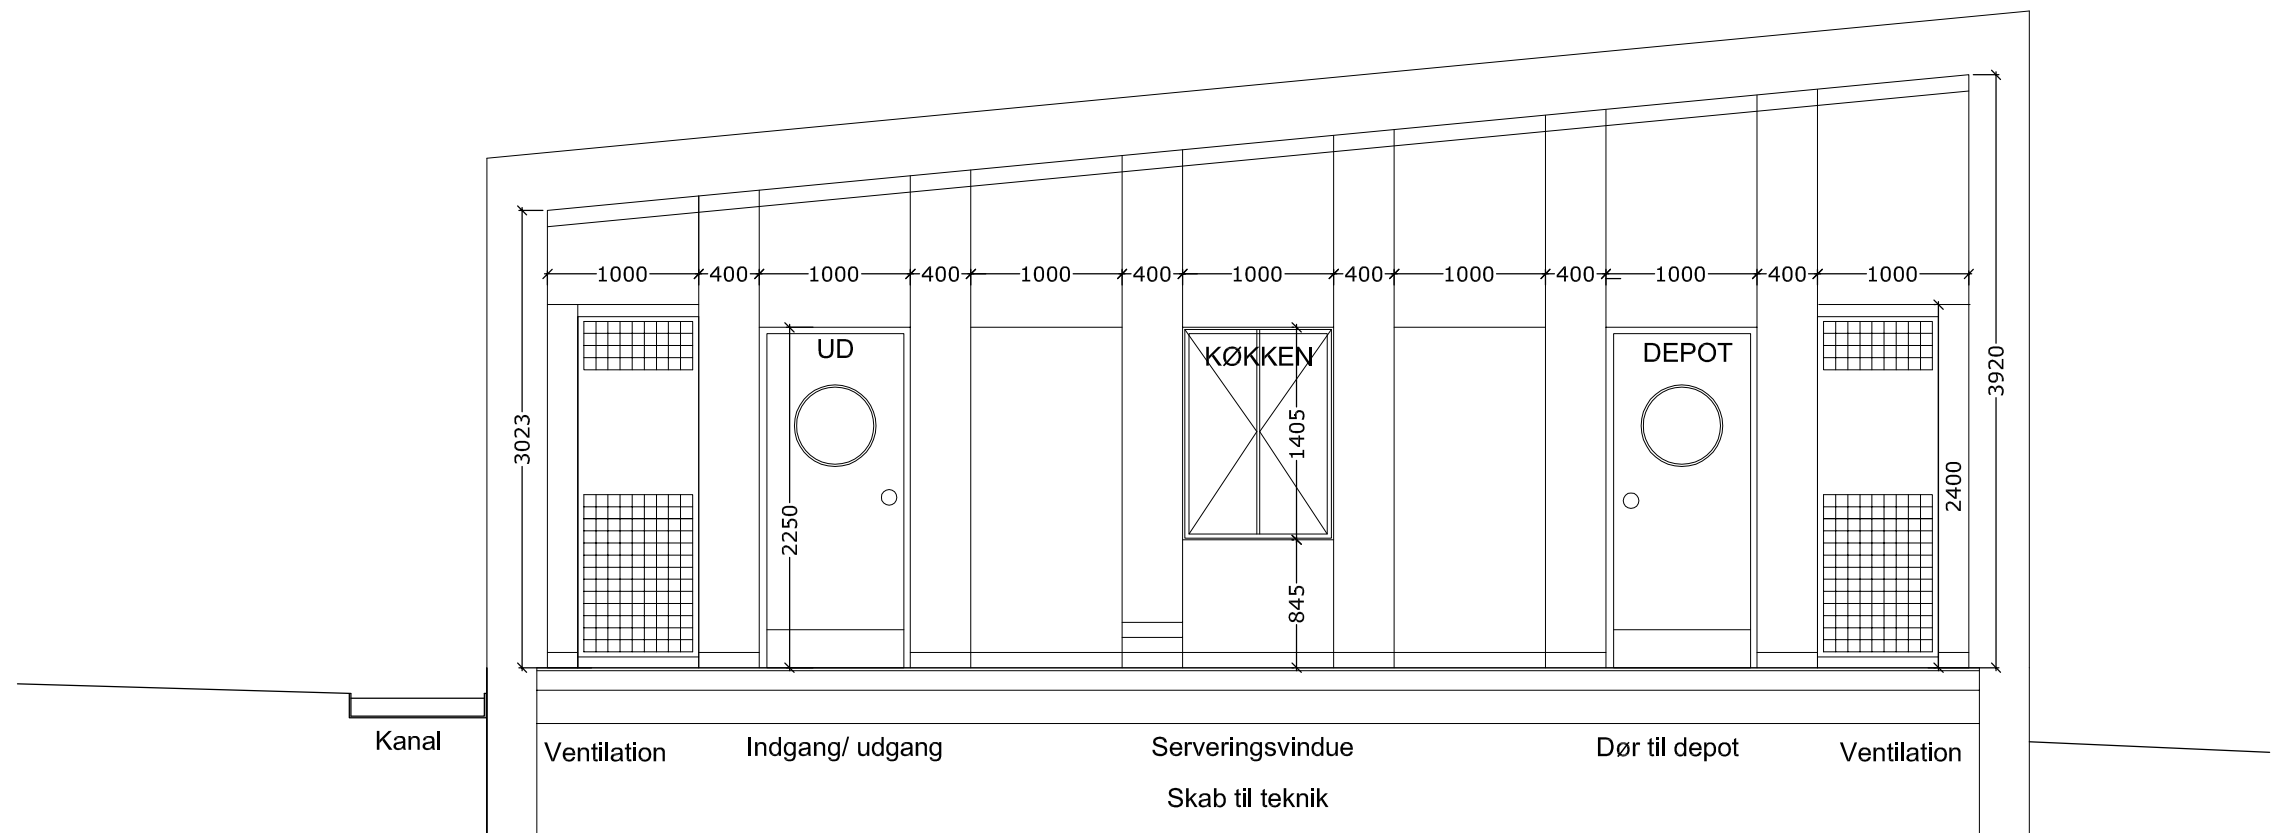 1000 400 1000 400 1000 400 1000 400 1000 400 1000 400 1000
UD
KØKKEN
DEPOT
3023
2250
1405
845
2400
3920
Kanal
Ventilation
Indgang/ udgang
Serveringsvindue
Dør til depot
Ventilation
Skab til teknik